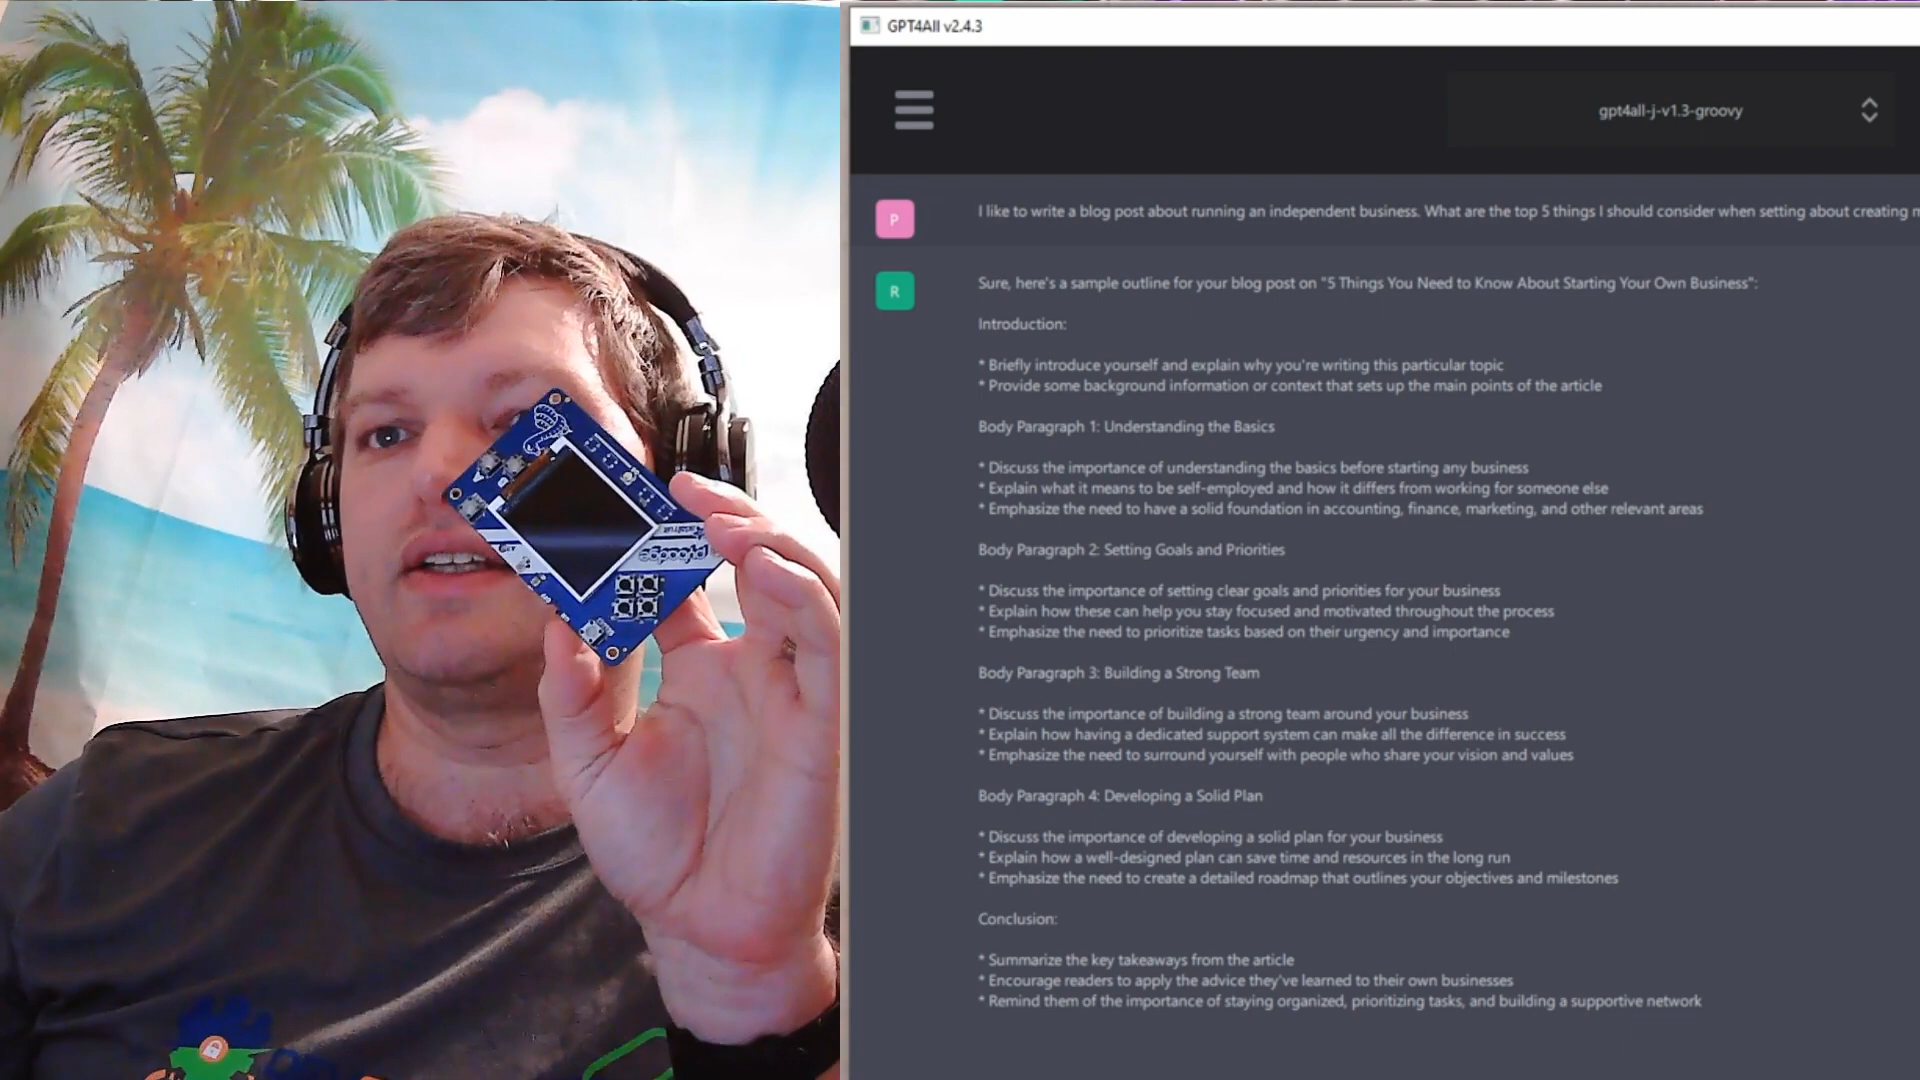 GPT4All v2.4.3
gpt4all-j-v1.3-groovy
P
I like to write a blog post about running an independent business. What are the top 5 things I should consider when setting about creating
R
Sure, here's a sample outline for your blog post on "5 Things You Need to Know About Starting Your Own Business":
Introduction:
* Briefly introduce yourself and explain why you're writing this particular topic
* Provide some background information or context that sets up the main points of the article
Body Paragraph 1: Understanding the Basics
* Discuss the importance of understanding the basics before starting any business
* Explain what it means to be self-employed and how it differs from working for someone else
* Emphasize the need to have a solid foundation in accounting, finance, marketing, and other relevant areas
Body Paragraph 2: Setting Goals and Priorities
* Discuss the importance of setting clear goals and priorities for your business
* Explain how these can help you stay focused and motivated throughout the process
* Emphasize the need to prioritize tasks based on their urgency and importance
Body Paragraph 3: Building a Strong Team
* Discuss the importance of building a strong team around your business
* Explain how having a dedicated support system can make all the difference in success
* Emphasize the need to surround yourself with people who share your vision and values
Body Paragraph 4: Developing a Solid Plan
* Discuss the importance of developing a solid plan for your business
* Explain how a well-designed plan can save time and resources in the long run
* Emphasize the need to create a detailed roadmap that outlines your objectives and milestones
Conclusion:
* Summarize the key takeaways from the article
* Encourage readers to apply the advice they've learned to their own businesses
* Remind them of the importance of staying organized, prioritizing tasks, and building a supportive network